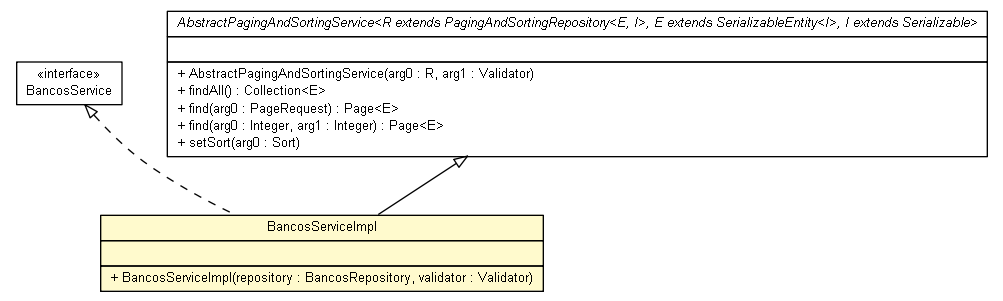 AbstractPagingAndSortingService<R extends PagingAndSortingRepository<E, I>, E extends SerializableEntity<I>, I extends Serializable>
+ AbstractPagingAndSortingService(arg0 : R, arg1 : Validator)
+ findAll() : Collection<E>
+ find(arg0 : PageRequest) : Page<E>
+ find(arg0 : Integer, arg1 : Integer) : Page<E>
+ setSort(arg0 : Sort)
«interface»
BancosService
BancosServiceImpl
+ BancosServiceImpl(repository : BancosRepository, validator : Validator)